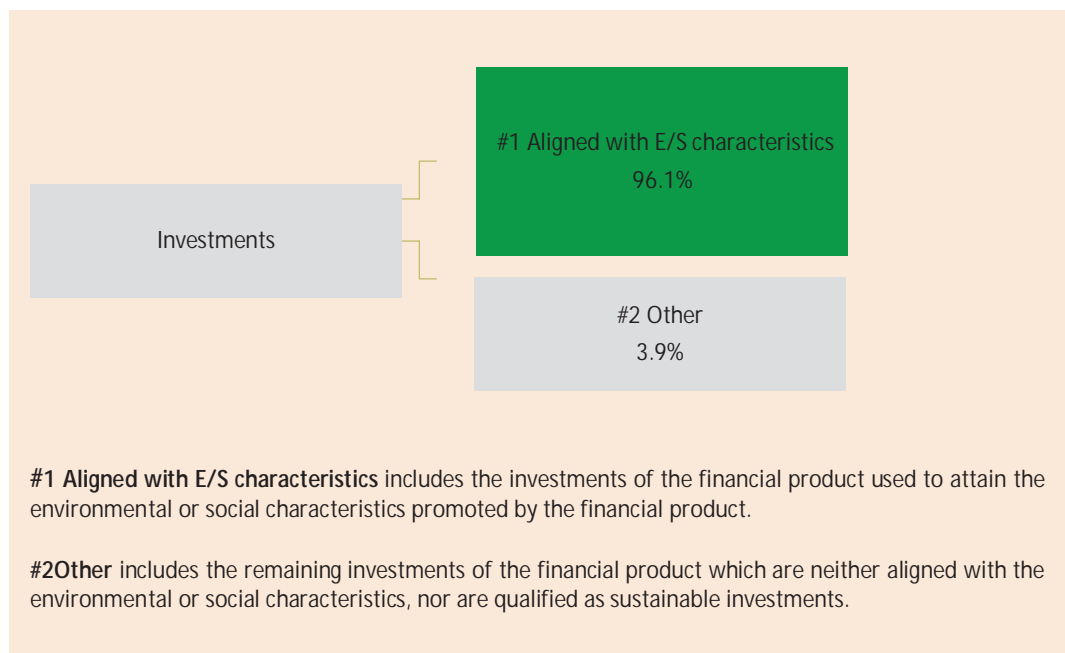 #1 Aligned with E/S characteristics
96.1%
Investments
#2 Other
3.9%
#1 Aligned with E/S characteristics includes the investments of the financial product used to attain the
environmental or social characteristics promoted by the financial product.
#2Other includes the remaining investments of the financial product which are neither aligned with the
environmental or social characteristics, nor are qualified as sustainable investments.